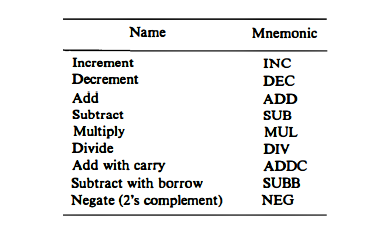 Name Mnemonic
Increment INC
Decrement DEC
Add ADD
Subtract SUB
Multiply MUL
Divide DIV
Add with carry ADDC
Subtract with borrow SUBB
Negate (2's complement) NEG